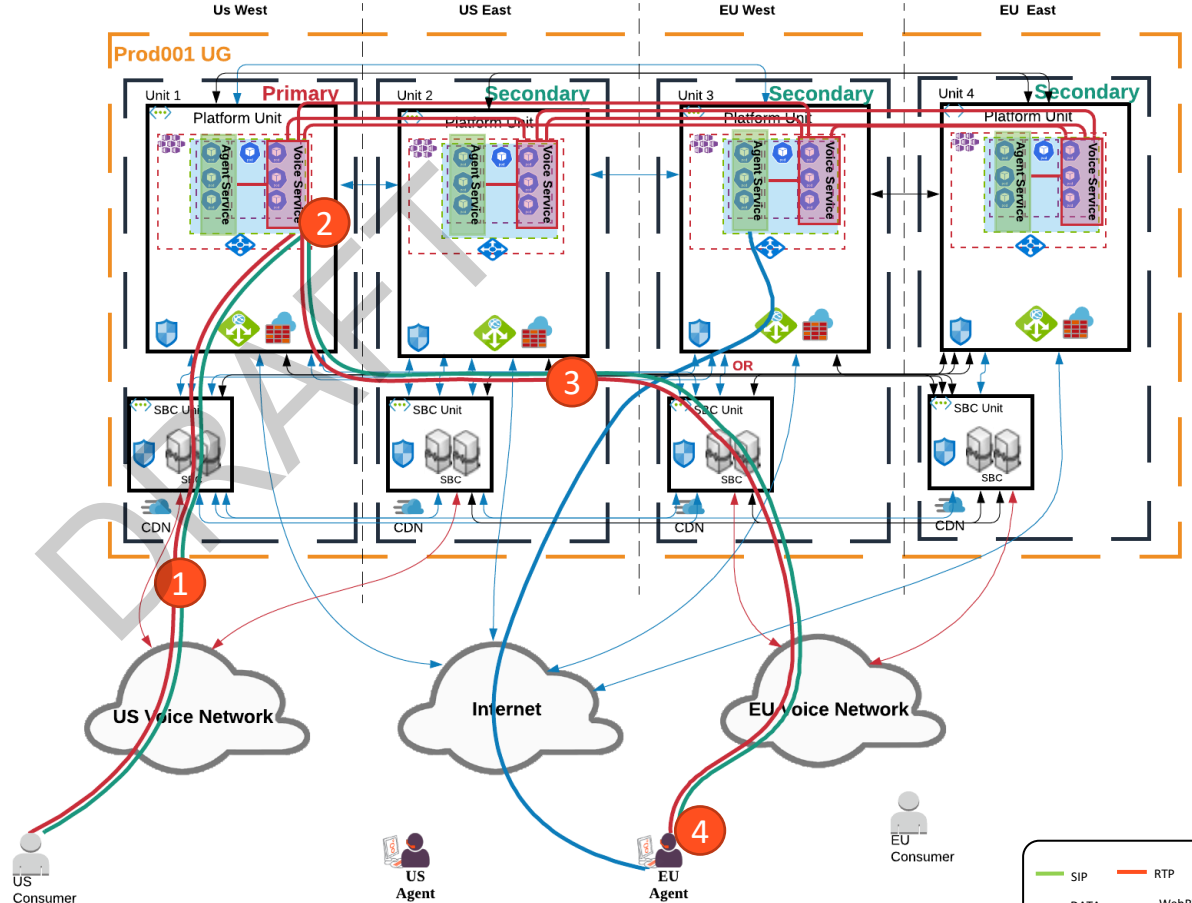 Us West
US East
EU West
EU East
Prod001 UG
Unit 1
Primary
Platform Unit
Agent Service
Voice Service
Unit 2
Secondary
Platform Unit
Agent Service
Voice Service
Unit 3
Secondary
Platform Unit
Agent Service
Voice Service
Unit 4
Secondary
Platform Unit
Agent Service
Voice Service
2
3
OR
SBC Unit
SBC
CDN
SBC Unit
SBC
CDN
SBC Unit
SBC
CDN
SBC Unit
SBC
CDN
DRAFT
1
US Voice Network
Internet
EU Voice Network
4
US
Consumer
US
Agent
EU
Agent
EU
Consumer
SIP
RTP